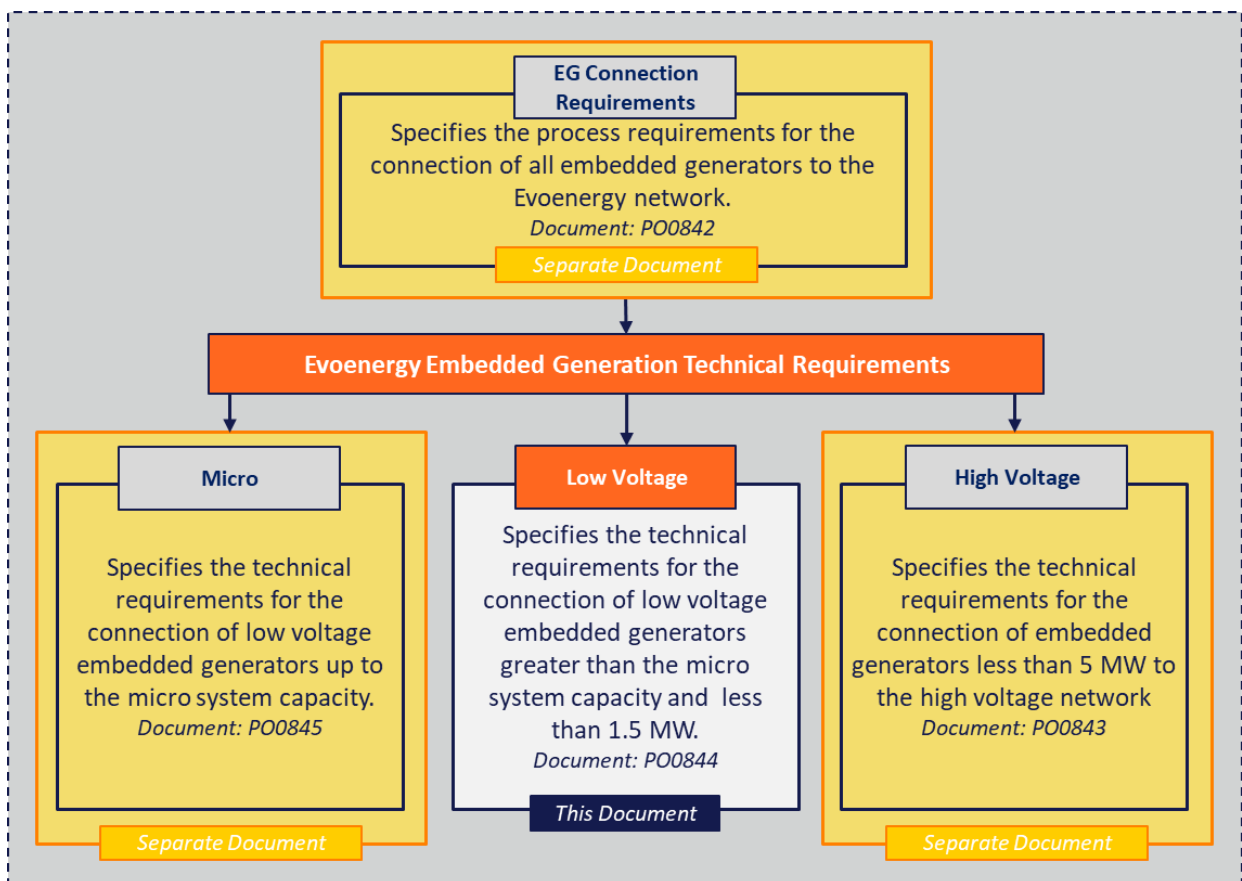 EG Connection
Requirements
Specifies the process requirements for the
connection of all embedded generators to the
Evoenergy network.
Document: PO0842
Separate Document
Evoenergy Embedded Generation Technical Requirements
Micro
Specifies the technical
requirements for the
connection of low voltage
embedded generators up to
the micro system capacity.
Document: PO0845
Separate Document
Low Voltage
Specifies the technical
requirements for the
connection of low voltage
embedded generators
greater than the micro
system capacity and  less
than 1.5 MW.
Document: PO0844
This Document
High Voltage
Specifies the technical
requirements for the
connection of embedded
generators less than 5 MW to
the high voltage network
Document: PO0843
Separate Document